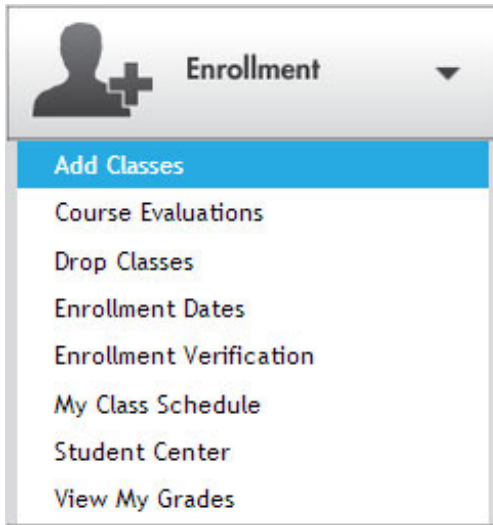 Enrollment
Add Classes
Course Evaluations
Drop Classes
Enrollment Dates
Enrollment Verification
My Class Schedule
Student Center
View My Grades